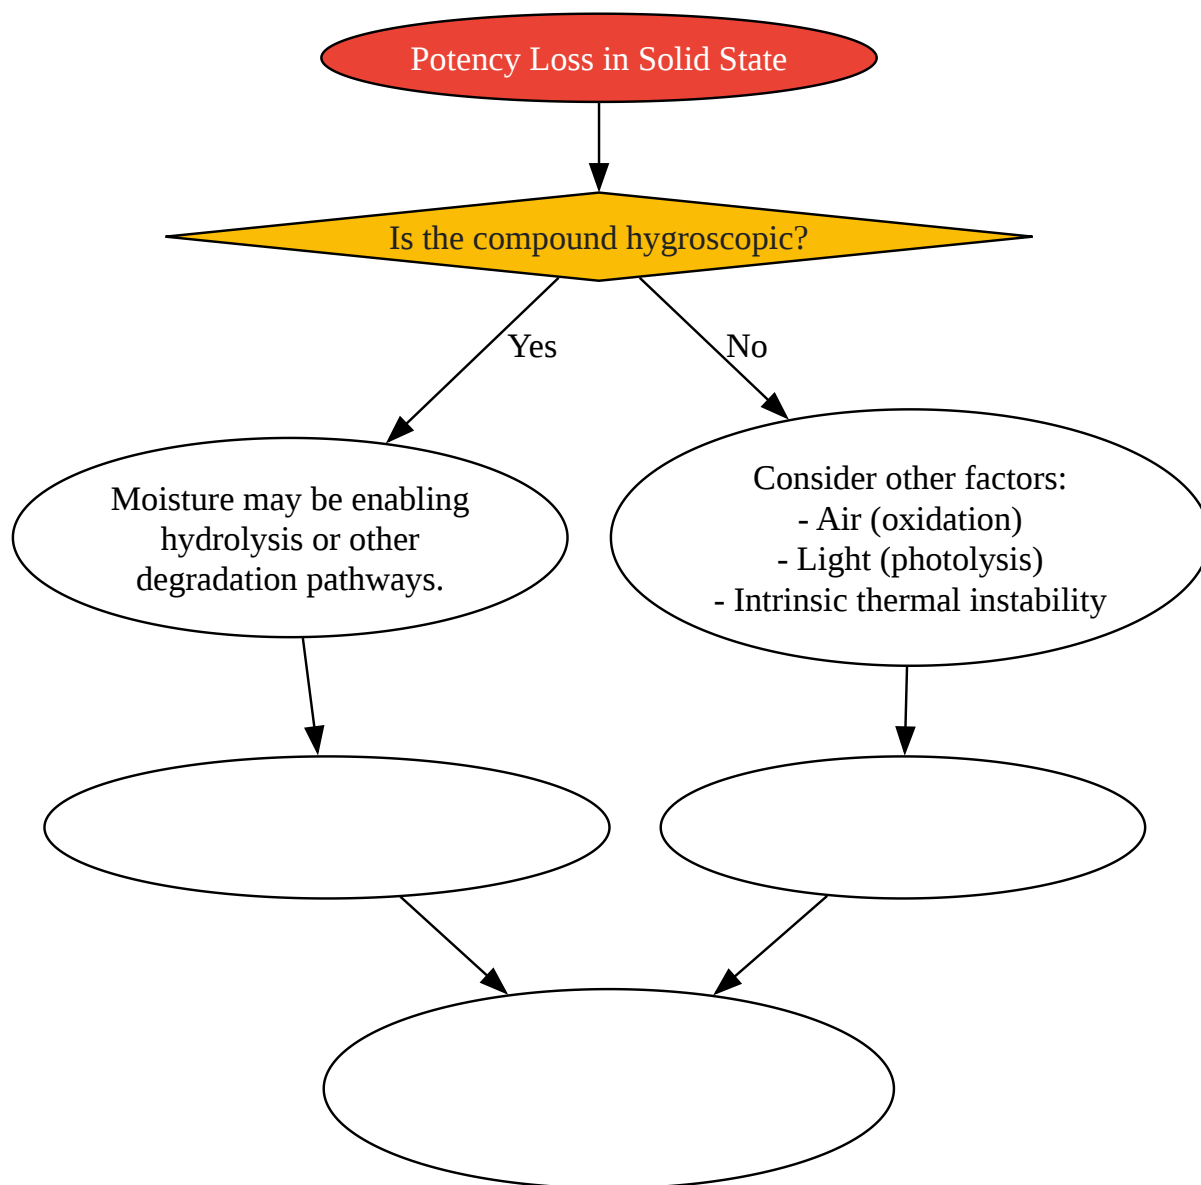 Potency Loss in Solid State
Is the compound hygroscopic?
Yes
No
Moisture may be enabling
hydrolysis or other
degradation pathways.
Consider other factors:
- Air (oxidation)
- Light (photolysis)
- Intrinsic thermal instability